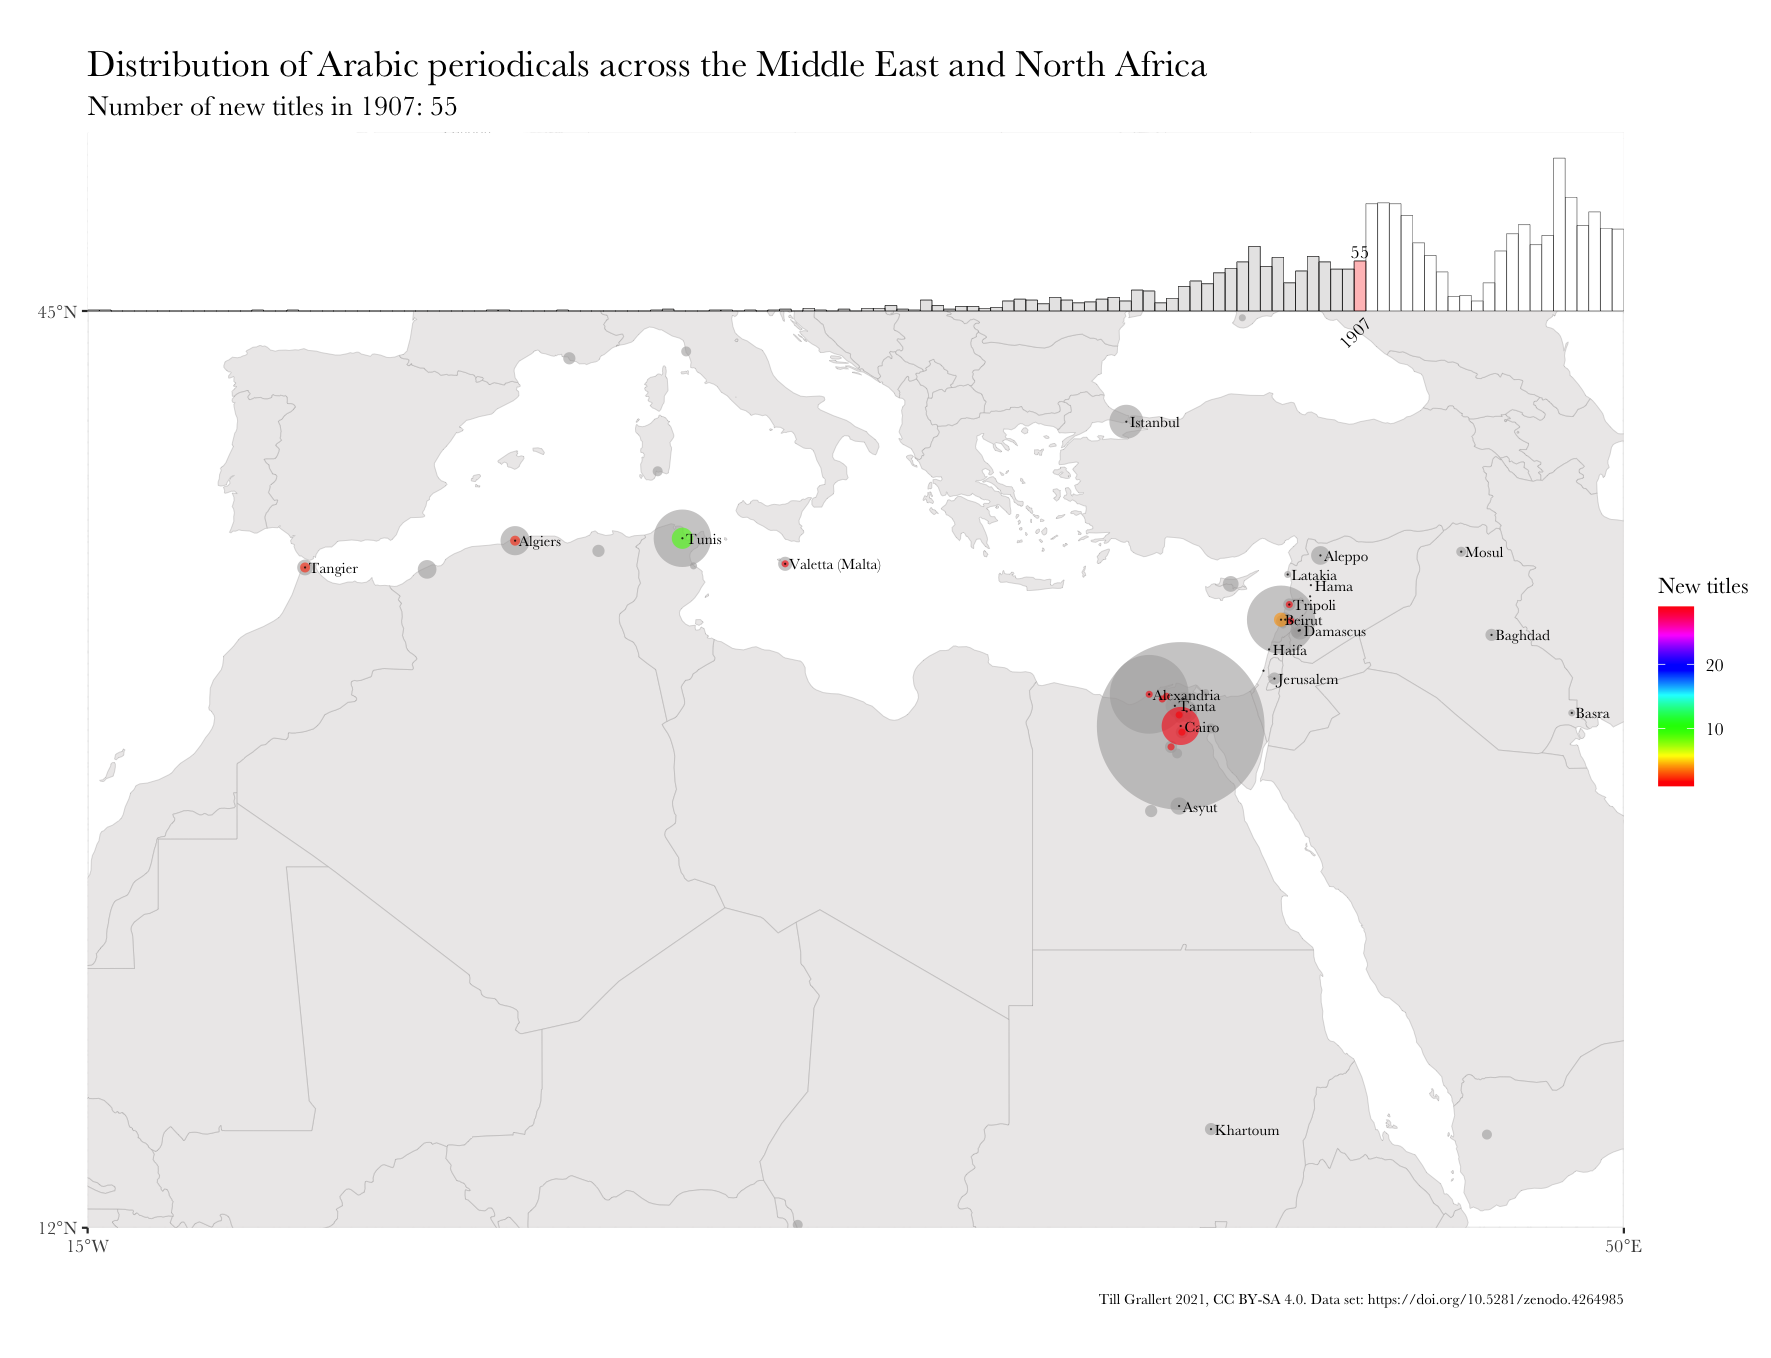 Distribution of Arabic periodicals across the Middle East and North Africa
Number of new titles in 1907: 55
55
45°N
1907
Istanbul
Algiers
Tunis
Tangier
Valetta (Malta)
Aleppo
Mosul
Latakia
Hama
Tripoli
Beirut
Damascus
Baghdad
Haifa
Jerusalem
Alexandria
Tanta
Cairo
Basra
Asyut
Khartoum
New titles
20
10
12°N
15°W
50°E
Till Grallert 2021, CC BY-SA 4.0. Data set: https://doi.org/10.5281/zenodo.4264985